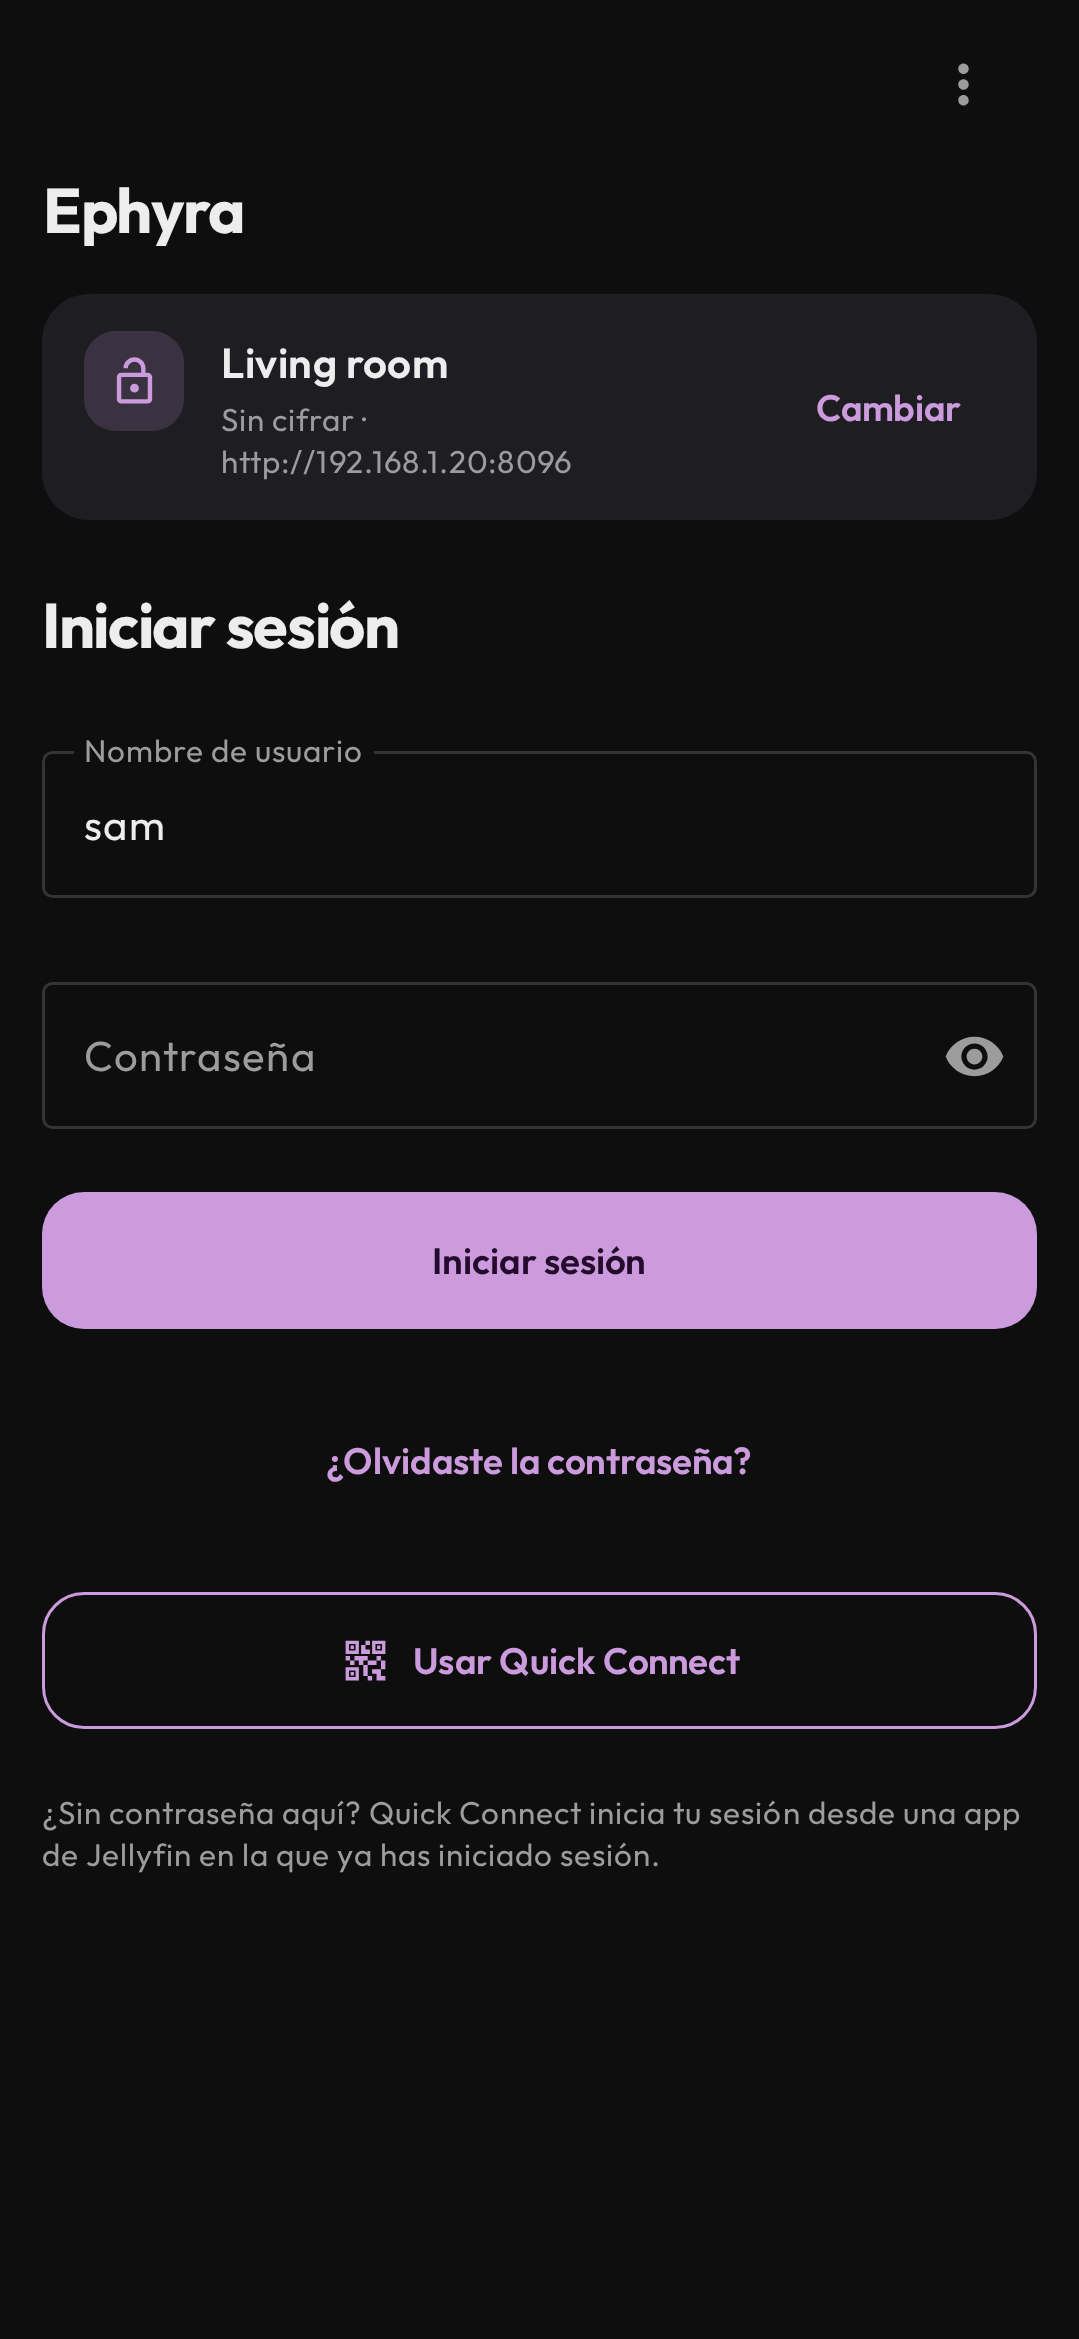 Ephyra
Living room
Sin cifrar ·
http://192.168.1.20:8096
Cambiar
Iniciar sesión
Nombre de usuario
sam
Contraseña
Iniciar sesión
¿Olvidaste la contraseña?
Usar Quick Connect
¿Sin contraseña aquí? Quick Connect inicia tu sesión desde una app
de Jellyfin en la que ya has iniciado sesión.